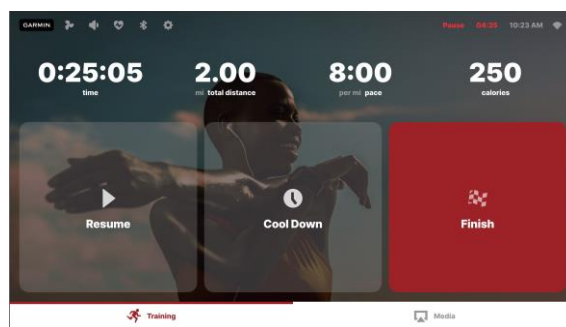 GARMIN
Pause 04:35 10:23 AM
0:25:05 2.00 8:00 250
time mi total distance per mi pace calories
Resume Cool Down Finish
Training Media